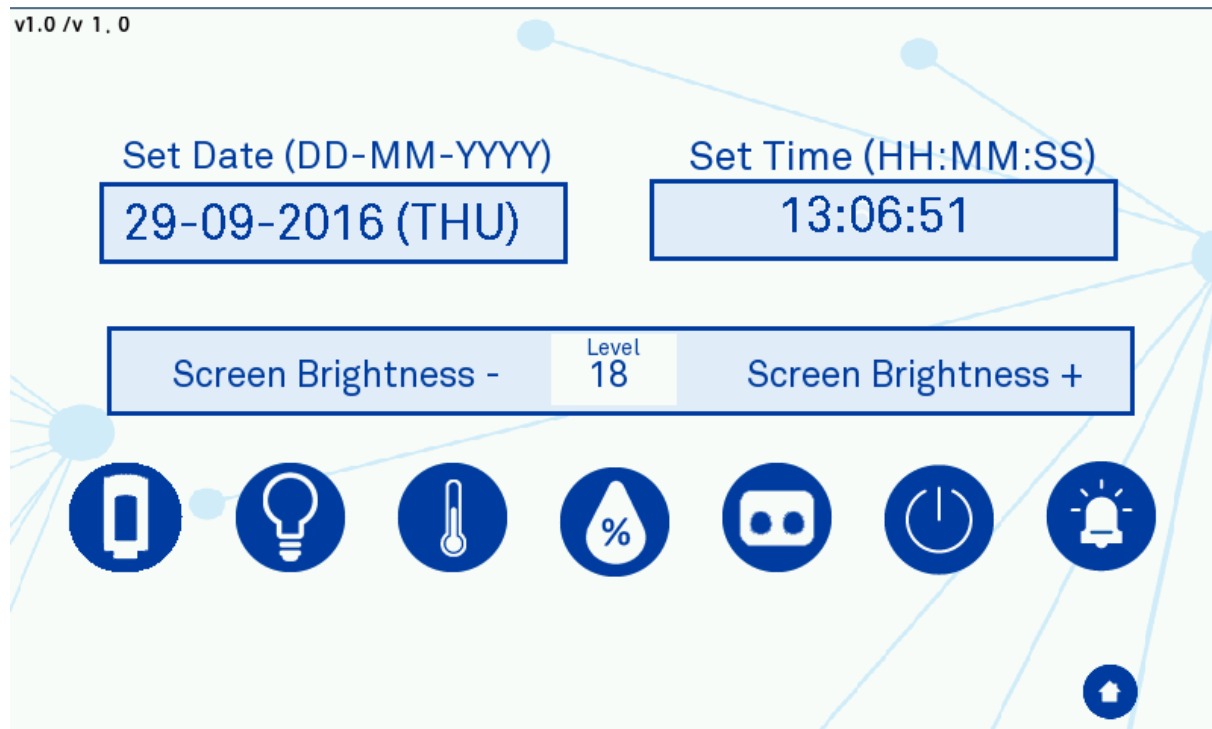 v1.0 /v 1.0
Set Date (DD-MM-YYYY)
Set Time (HH:MM:SS)
29-09-2016 (THU)
13:06:51
Screen Brightness -
Level
18
Screen Brightness +
%